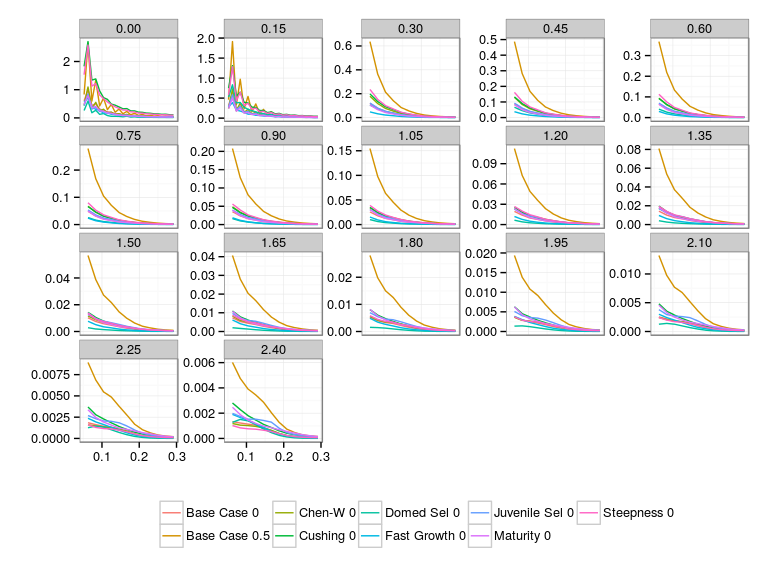 0.00 0.15 0.30 0.45 0.60
2 1 0
2.0 1.5 1.0 0.5 0.0
0.6 0.4 0.2 0.0
0.5 0.4 0.3 0.2 0.1 0.0
0.3 0.2 0.1 0.0
0.75 0.90 1.05 1.20 1.35
0.2 0.1 0.0
0.20 0.15 0.10 0.05 0.00
0.15 0.10 0.05 0.00
0.09 0.06 0.03 0.00
0.08 0.06 0.04 0.02 0.00
1.50 1.65 1.80 1.95 2.10
0.04 0.02 0.00
0.04 0.03 0.02 0.01 0.00
0.02 0.01 0.00
0.020 0.015 0.010 0.005 0.000
0.010 0.005 0.000
2.25 2.40
0.0075 0.0050 0.0025 0.0000
0.006 0.004 0.002 0.000
0.1 0.2 0.3 0.1 0.2 0.3
Base Case 0 Chen-W 0 Domed Sel 0 Juvenile Sel 0 Steepness 0
Base Case 0.5 Cushing 0 Fast Growth 0 Maturity 0